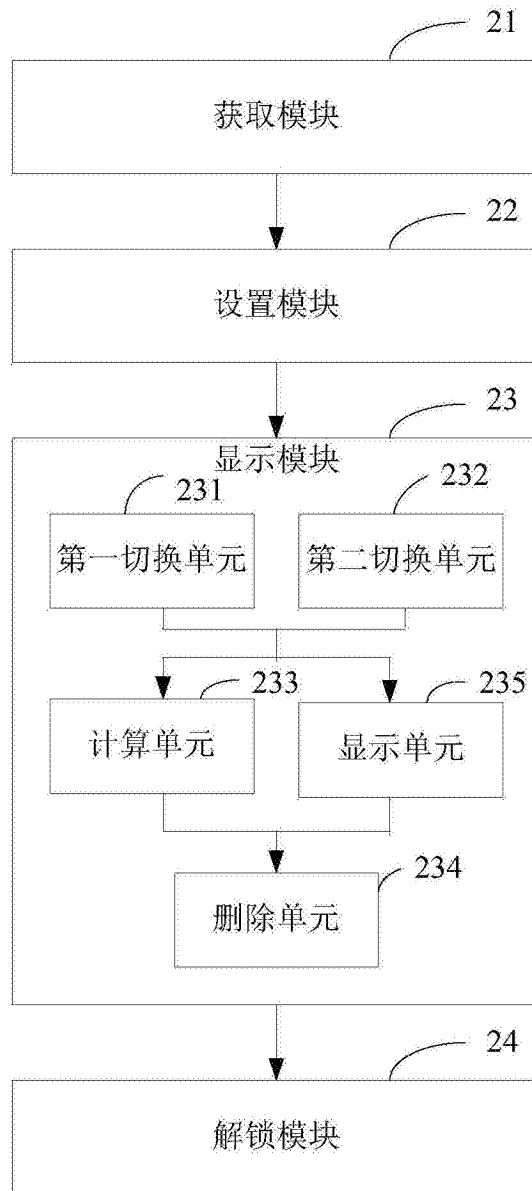 21
获取模块
22
设置模块
23
显示模块
231
232
第一切换单元
第二切换单元
233
235
计算单元
显示单元
234
删除单元
24
解锁模块